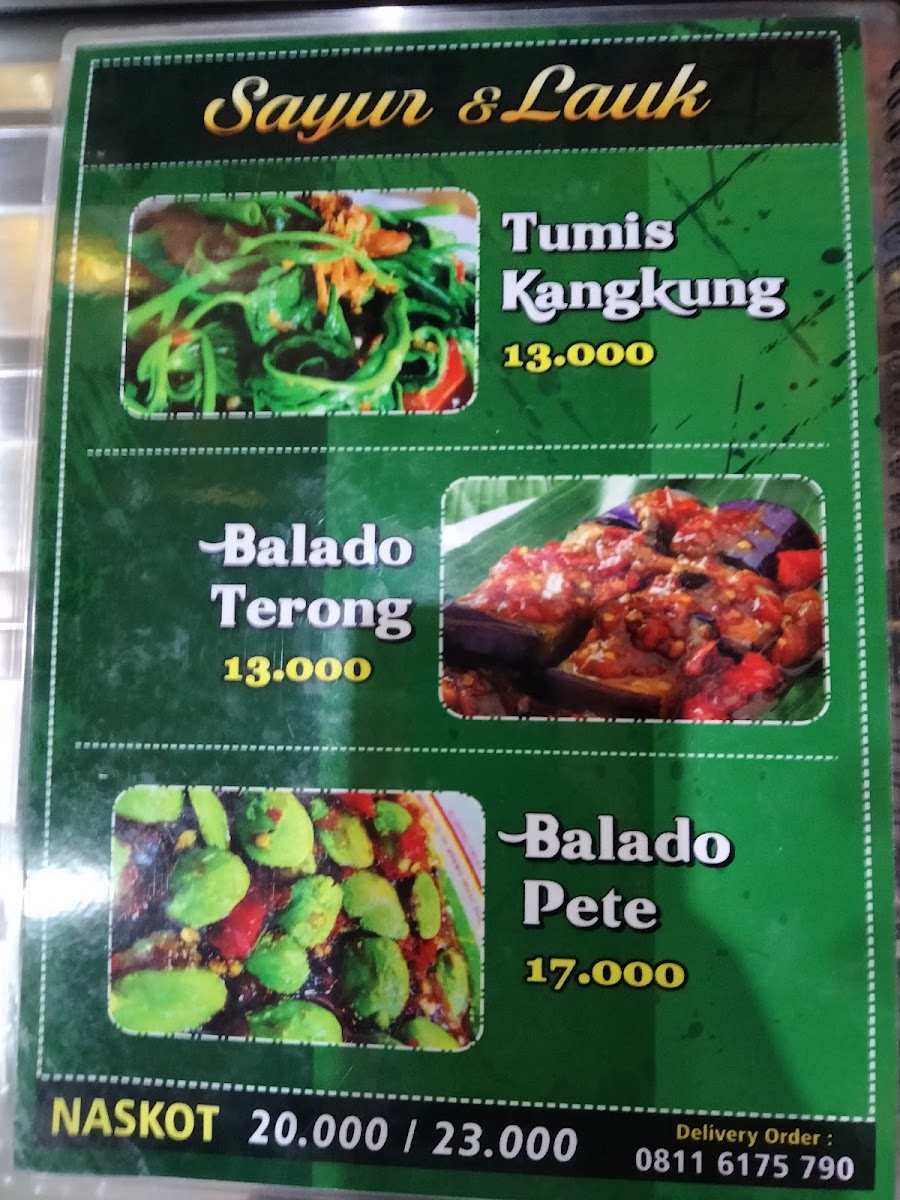 Sayur & Lauk
Tumis
Kangkung
13.000
Balado
Terong
13.000
Balado
Pete
17.000
NASKOT 20.000 / 23.000
Delivery Order :
0811 6175 790